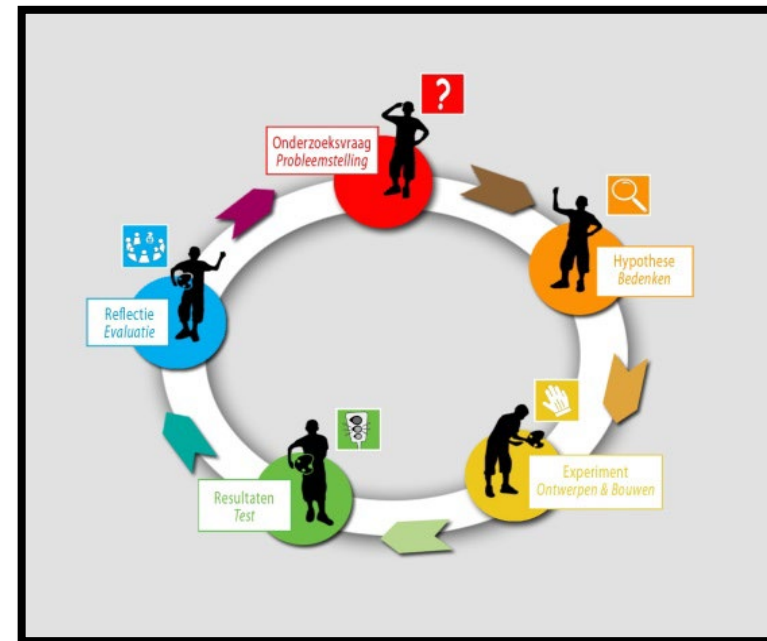 Onderzoeksvraag
Probleemstelling
?
Hypothese
Bedenken
Experiment
Ontwerpen & Bouwen
Resultaten
Test
Reflectie
Evaluatie